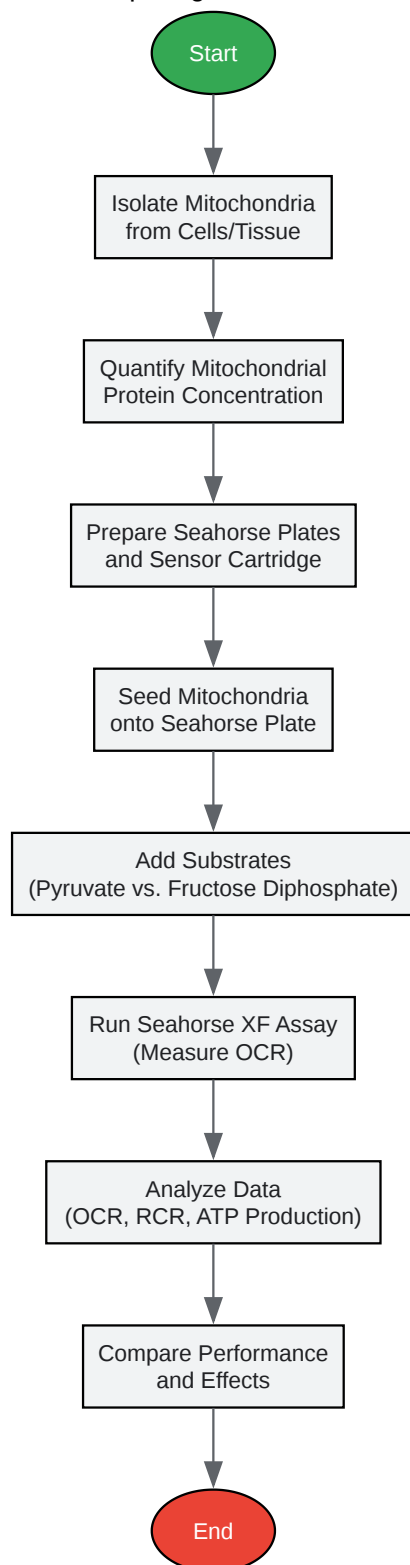 Start
Isolate Mitochondria
from Cells/Tissue
Quantify Mitochondrial
Protein Concentration
Prepare Seahorse Plates
and Sensor Cartridge
Seed Mitochondria
onto Seahorse Plate
Add Substrates
(Pyruvate vs. Fructose Diphosphate)
Run Seahorse XF Assay
(Measure OCR)
Analyze Data
(OCR, RCR, ATP Production)
Compare Performance
and Effects
End